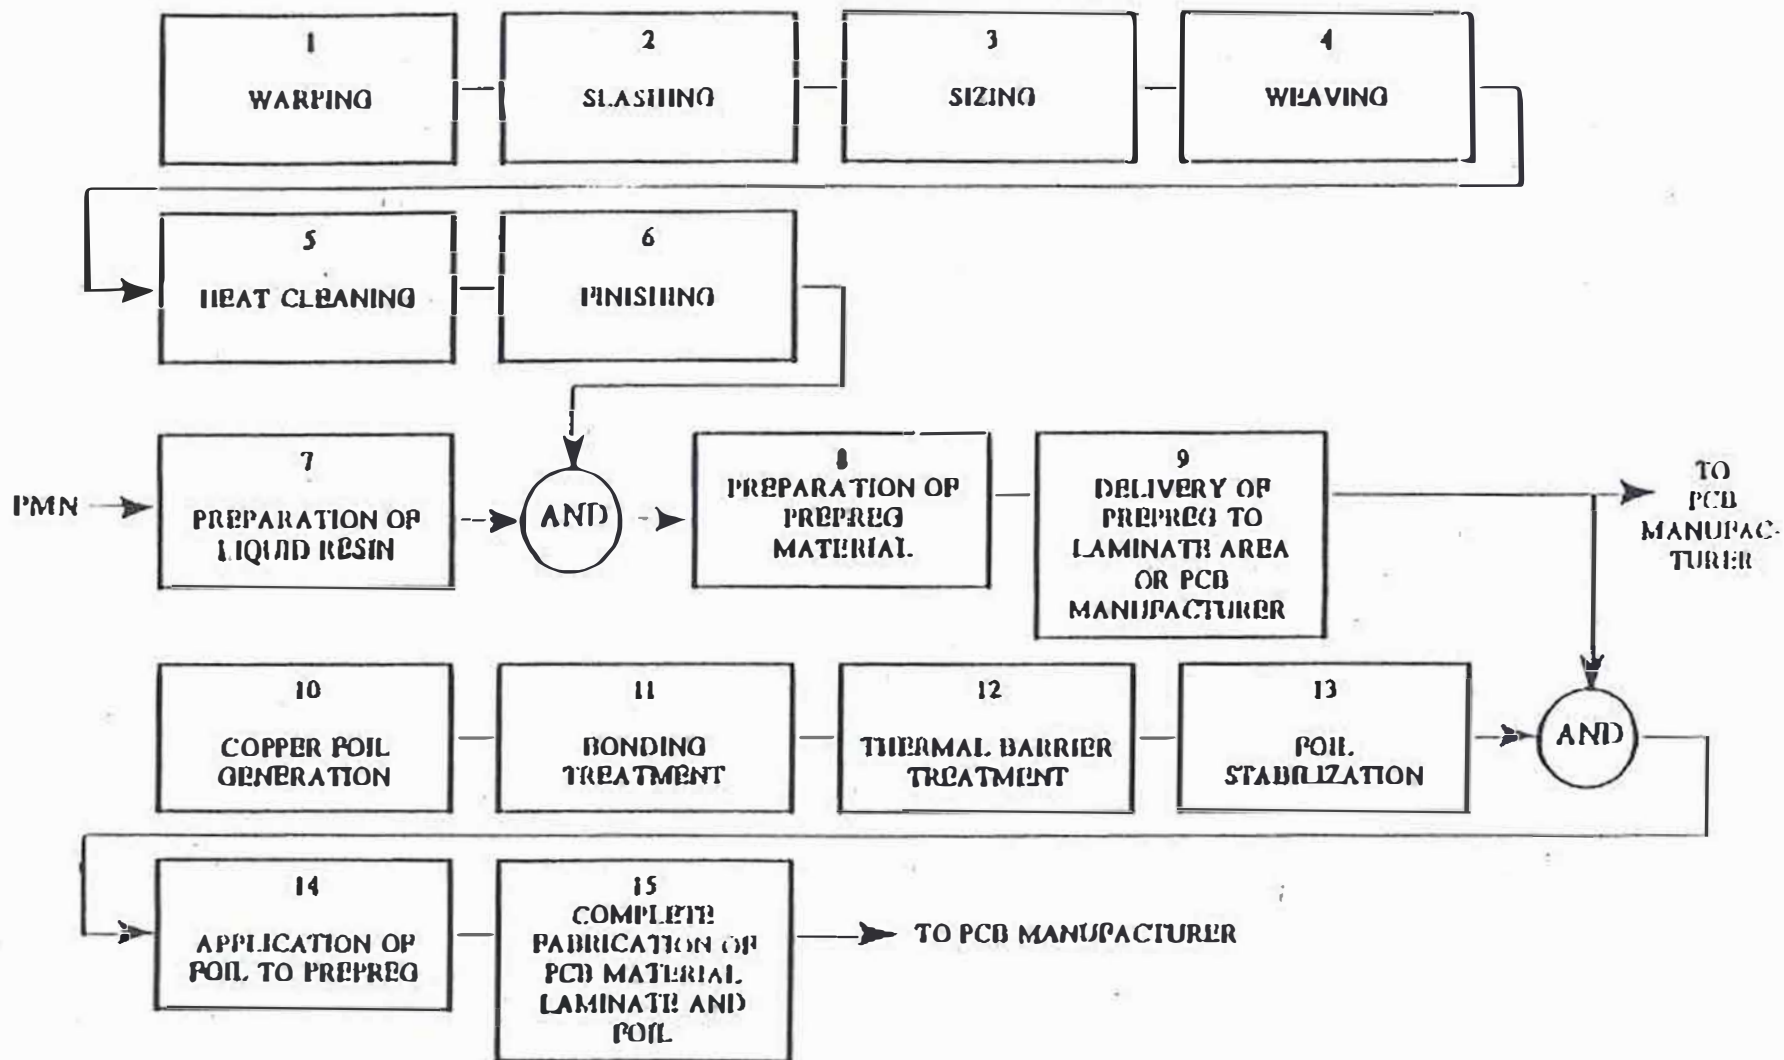 1
WARPING
2
SLASHING
3
SIZING
4
WEAVING
5
HEAT CLEANING
6
FINISHING
PMN
7
PREPARATION OF
LIQUID RESIN
AND
8
PREPARATION OF
PREPREG
MATERIAL
9
DELIVERY OF
PREPREG TO
LAMINATE AREA
OR PCB
MANUFACTURER
TO
PCB
MANUFAC-
TURER
10
COPPER FOIL
GENERATION
11
BONDING
TREATMENT
12
THERMAL BARRIER
TREATMENT
13
FOIL
STABILIZATION
AND
14
APPLICATION OF
FOIL TO PREPREG
15
COMPLETE
FABRICATION OF
PCB MATERIAL
LAMINATE AND
FOIL
TO PCB MANUFACTURER